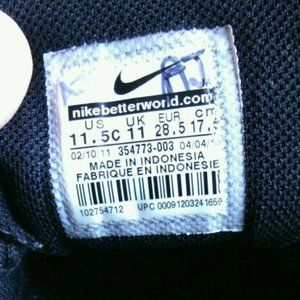 nikebetterworld.com
US UK EUR cm
11.5C 11 28.5 17.5
02/10/11 354773-003 04/04/
MADE IN INDONESIA
FABRIQUE EN INDONESIE
102754712 UPC 00091203241659